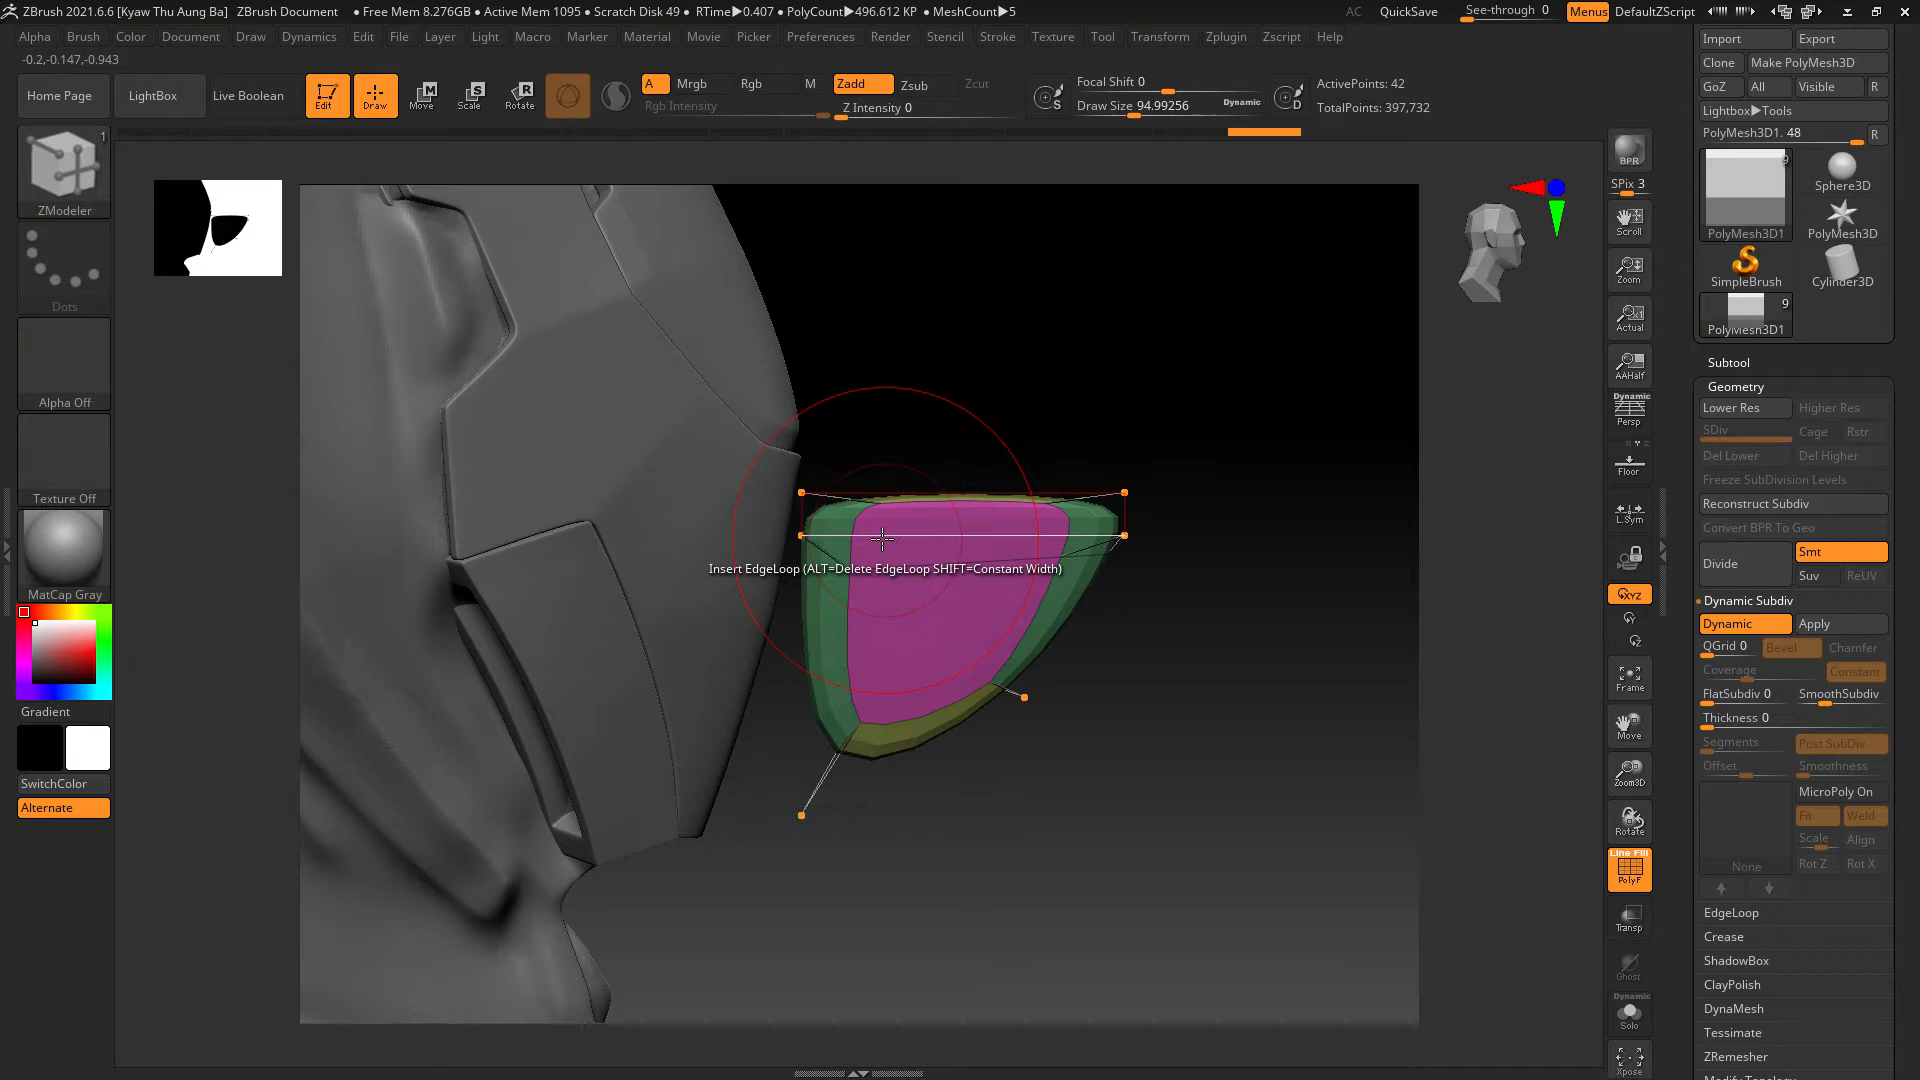 ZBrush 2021.6.6 [Kyaw Thu Aung Ba] ZBrush Document • Free Mem 8.276GB • Active Mem 1095 • Scratch Disk 49 • RTime▶0.407 • PolyCount▶496.612 KP • MeshCount▶5 AC QuickSave See-through 0 Menus DefaultZScript
Alpha Brush Color Document Draw Dynamics Edit File Layer Light Macro Marker Material Movie Picker Preferences Render Stencil Stroke Texture Tool Transform Zplugin Zscript Help
-0.2,-0.147,-0.943
Home Page LightBox Live Boolean Edit Draw Move Scale Rotate
A Mrgb Rgb M Zadd Zsub Zcut
Rgb Intensity Z Intensity 0
S Focal Shift 0
Draw Size 94.99256 Dynamic D
ActivePoints: 42
TotalPoints: 397,732
1
ZModeler
Dots
Alpha Off
Texture Off
MatCap Gray
Gradient
SwitchColor
Alternate
Insert EdgeLoop (ALT=Delete EdgeLoop SHIFT=Constant Width)
BPR
SPix 3
Scroll
Zoom
Actual
AAHalf
Dynamic
Persp
Floor
L.Sym
XYZ
Y
Z
Frame
Move
Zoom3D
Rotate
Line Fill
PolyF
Transp
Ghost
Dynamic
Solo
Xpose
Import Export
Clone Make PolyMesh3D
GoZ All Visible R
Lightbox▶Tools
PolyMesh3D1. 48 R
9
Sphere3D
PolyMesh3D1 PolyMesh3D
SimpleBrush Cylinder3D
9
PolyMesh3D1
Subtool
Geometry
Lower Res Higher Res
SDiv Cage Rstr
Del Lower Del Higher
Freeze SubDivision Levels
Reconstruct Subdiv
Convert BPR To Geo
Divide Smt
Suv ReUV
Dynamic Subdiv
Dynamic Apply
QGrid 0 Bevel Chamfer
Coverage Constant
FlatSubdiv 0 SmoothSubdiv
Thickness 0
Segments Post SubDiv
Offset Smoothness
MicroPoly On
Fit Weld
Scale Align
None Rot Z Rot X
EdgeLoop
Crease
ShadowBox
ClayPolish
DynaMesh
Tessimate
ZRemesher
Modify Topology